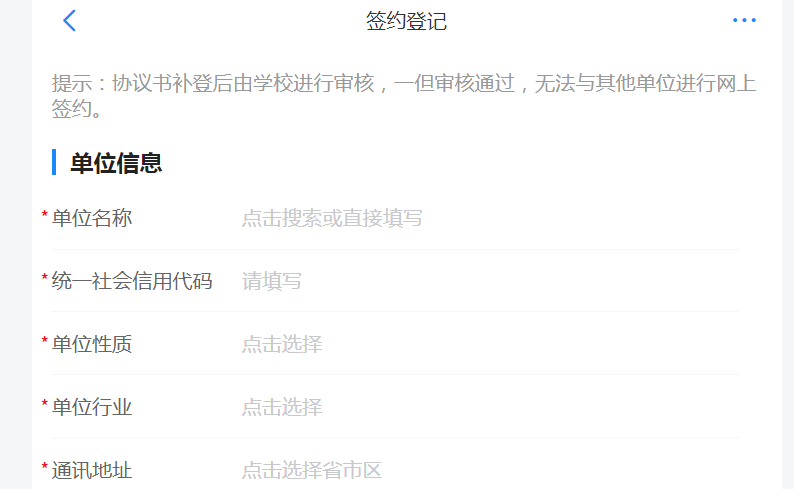 签约登记
提示：协议书补登后由学校进行审核，一但审核通过，无法与其他单位进行网上
签约。
单位信息
* 单位名称 点击搜索或直接填写
* 统一社会信用代码 请填写
* 单位性质 点击选择
* 单位行业 点击选择
* 通讯地址 点击选择省市区